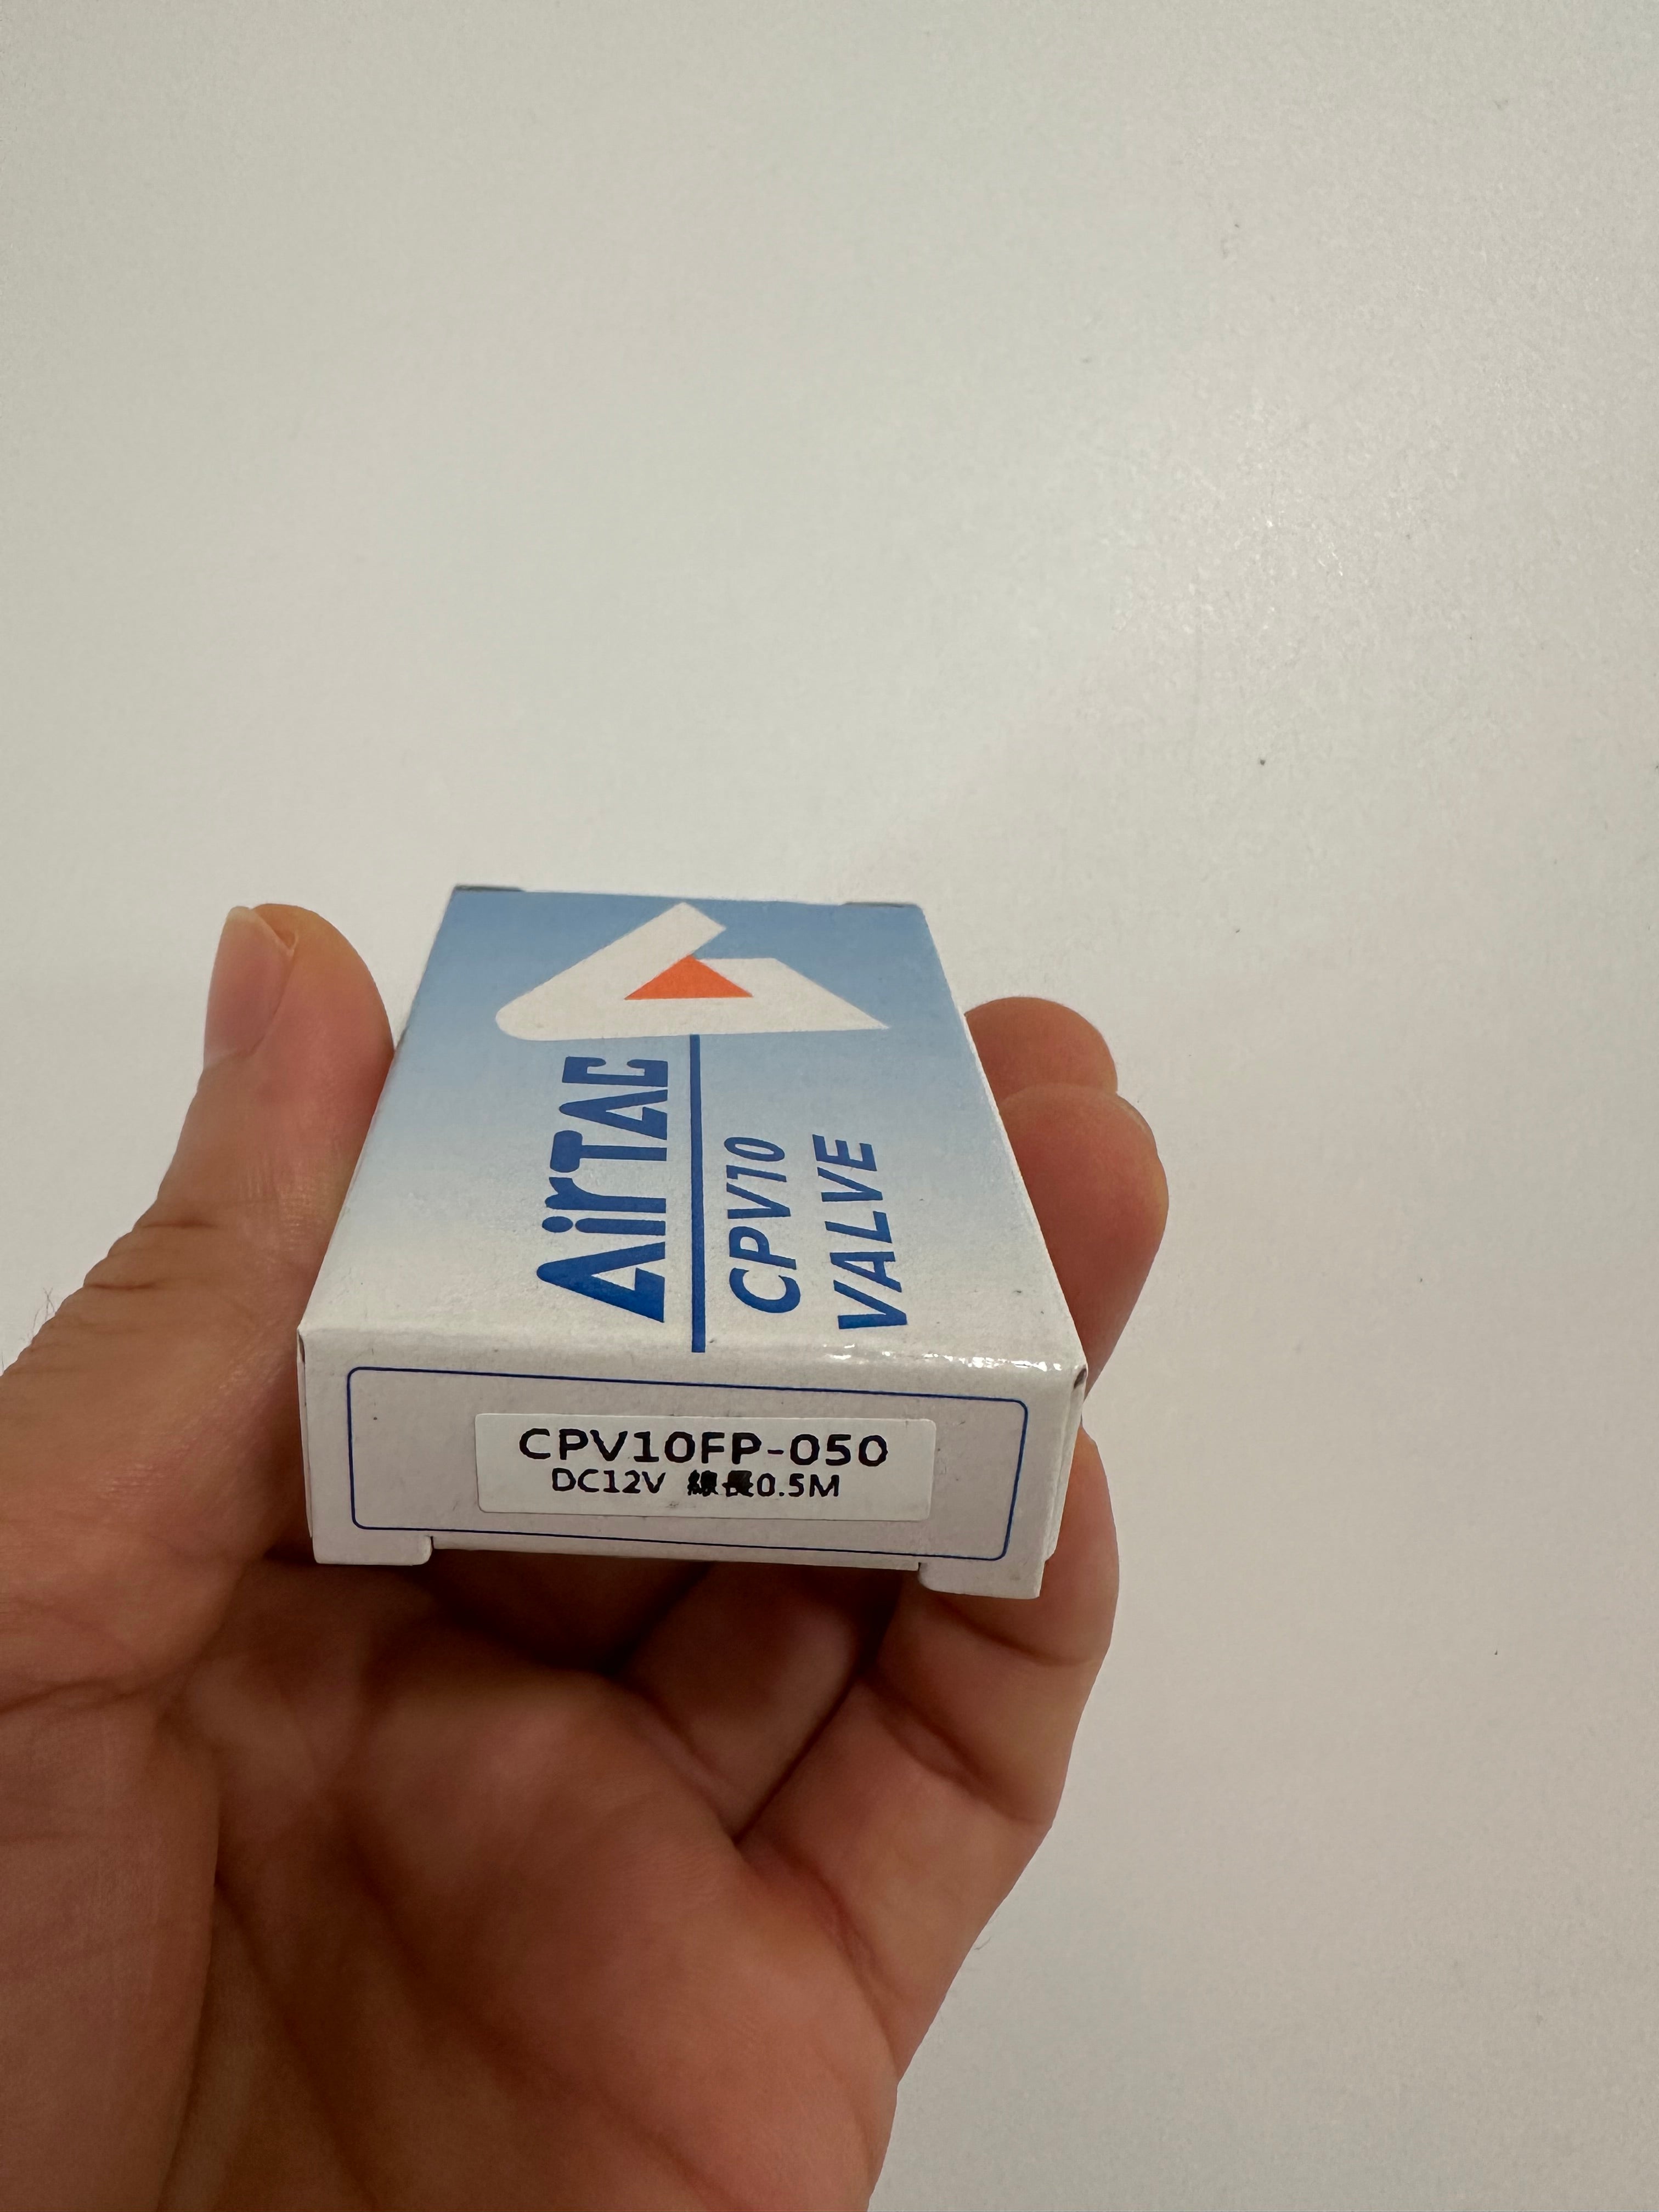 AirTAC
CPV10
VALVE
CPV10FP-050
DC12V 線長0.5M